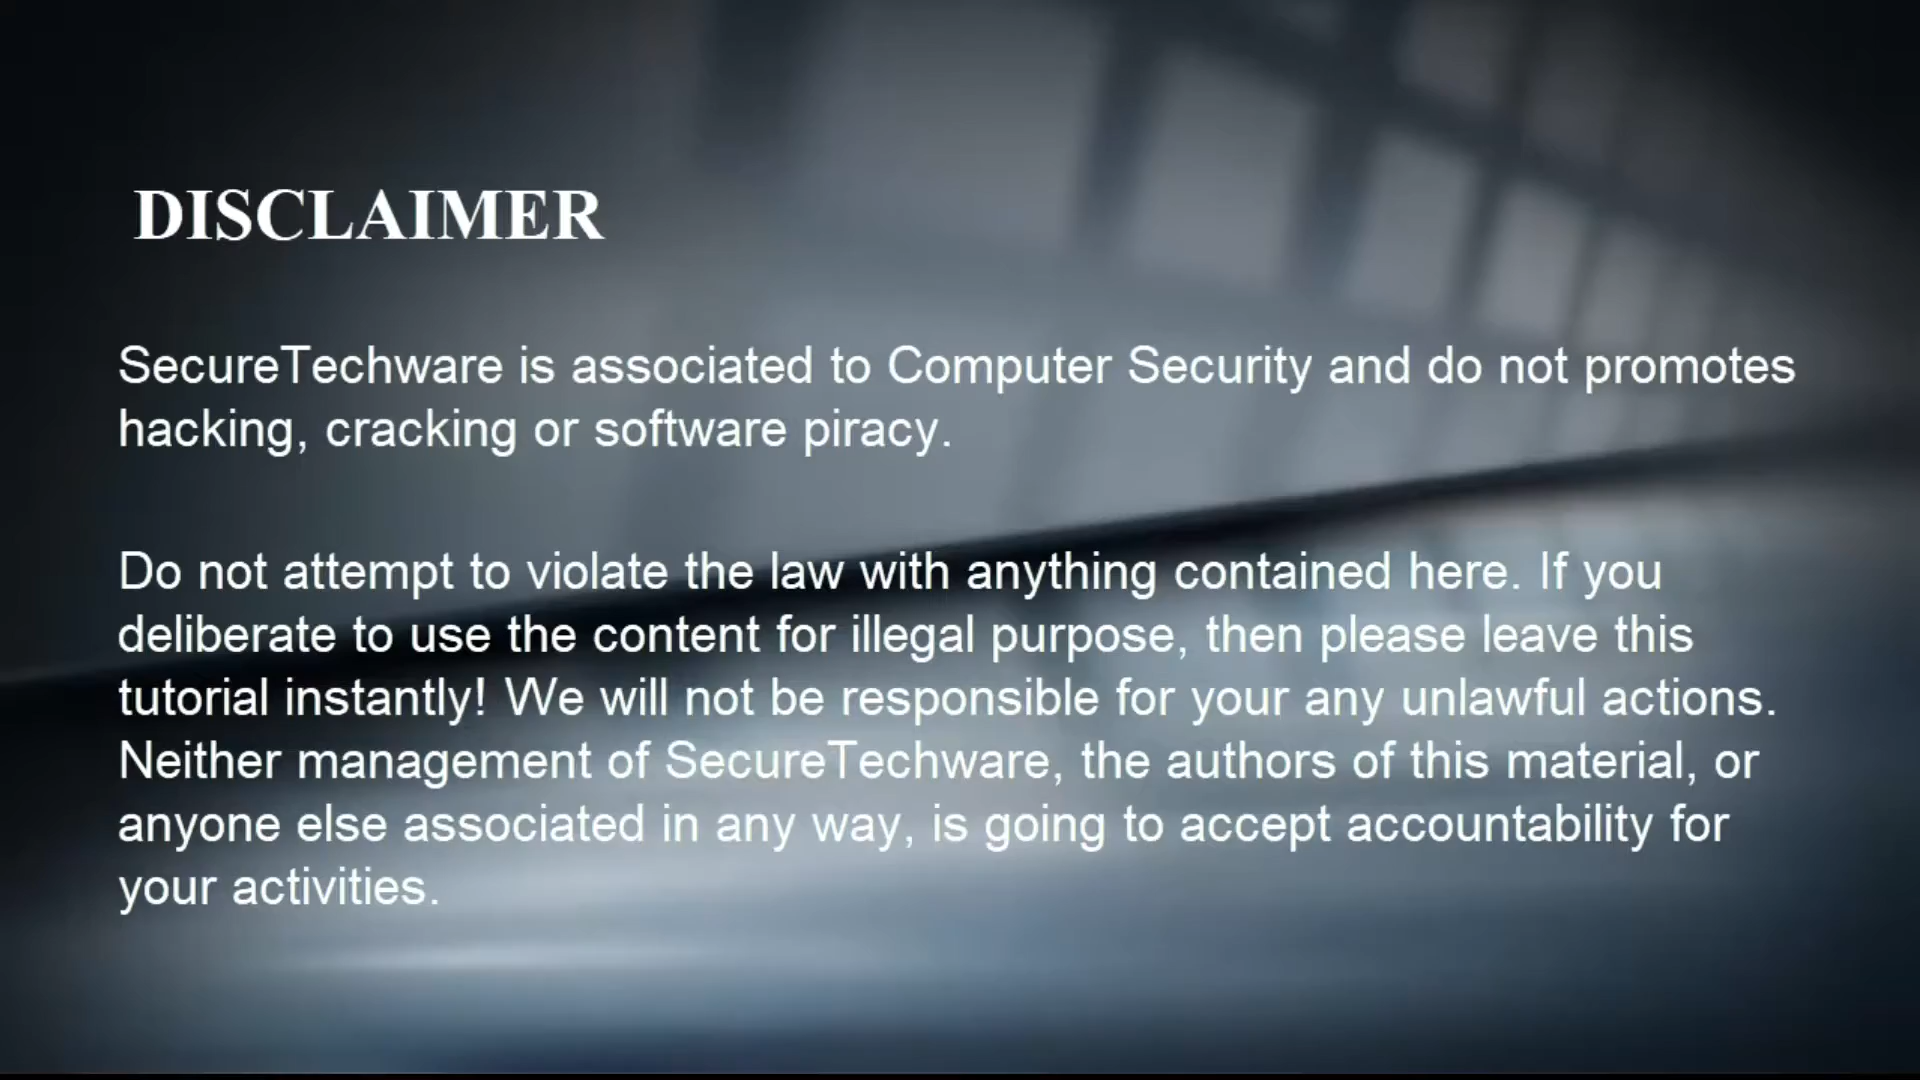 DISCLAIMER
SecureTechware is associated to Computer Security and do not promotes
hacking, cracking or software piracy.
Do not attempt to violate the law with anything contained here. If you
deliberate to use the content for illegal purpose, then please leave this
tutorial instantly! We will not be responsible for your any unlawful actions.
Neither management of SecureTechware, the authors of this material, or
anyone else associated in any way, is going to accept accountability for
your activities.